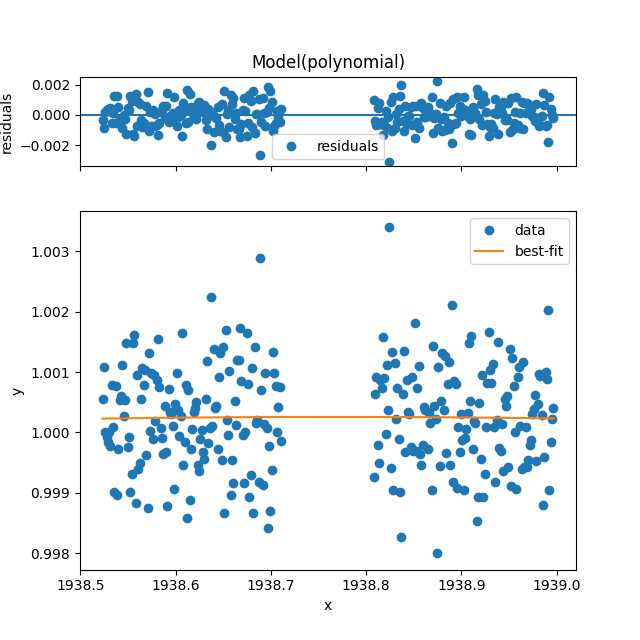 Model(polynomial)
0.002
0.000
−0.002
residuals
residuals
data
best-fit
1.003
1.002
1.001
1.000
0.999
0.998
y
1938.5 1938.6 1938.7 1938.8 1938.9 1939.0
x